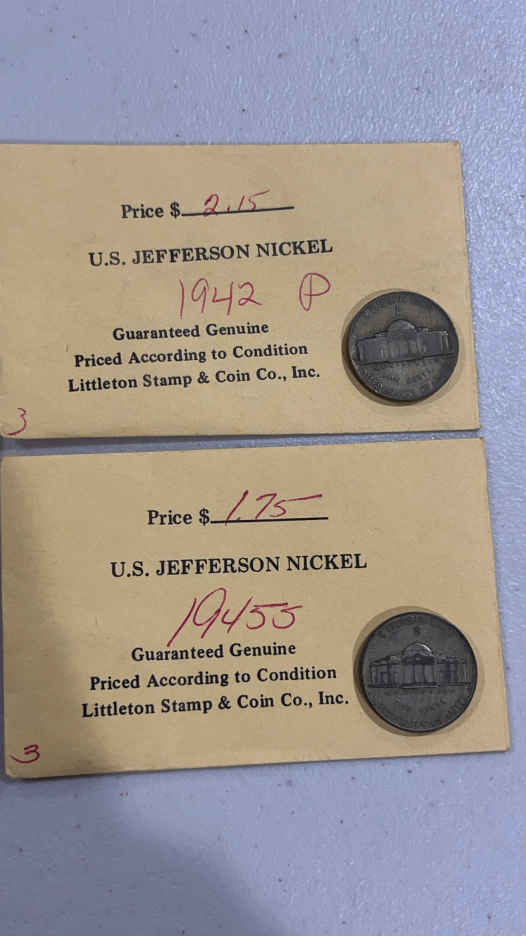 Price $ 2.15
U.S. JEFFERSON NICKEL
1942 P
Guaranteed Genuine
Priced According to Condition
Littleton Stamp & Coin Co., Inc.
3
Price $ 1.75
U.S. JEFFERSON NICKEL
1945S
S
Guaranteed Genuine
Priced According to Condition
Littleton Stamp & Coin Co., Inc.
3